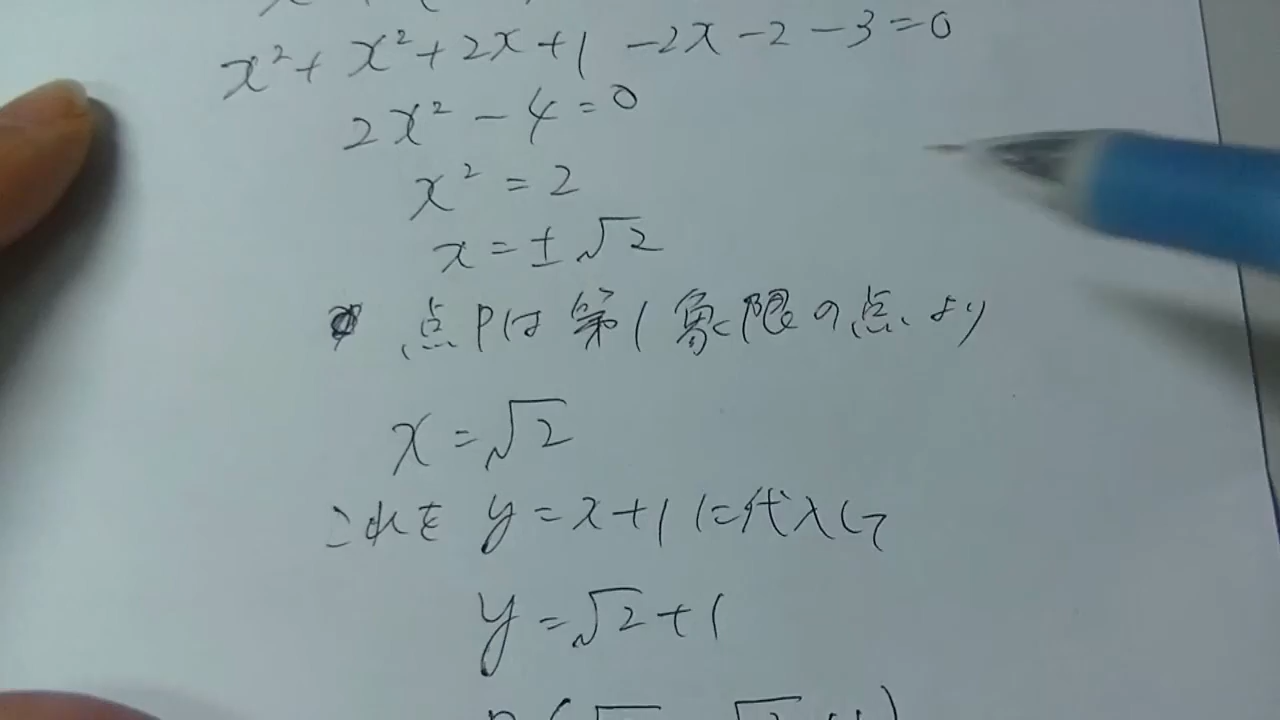 x²+x²+2x+1-2x-2-3=0
2x²-4=0
x²=2
x=±√2
点Pは第1象限の点より
x=√2
これを y=x+1に代入して
y=√2+1